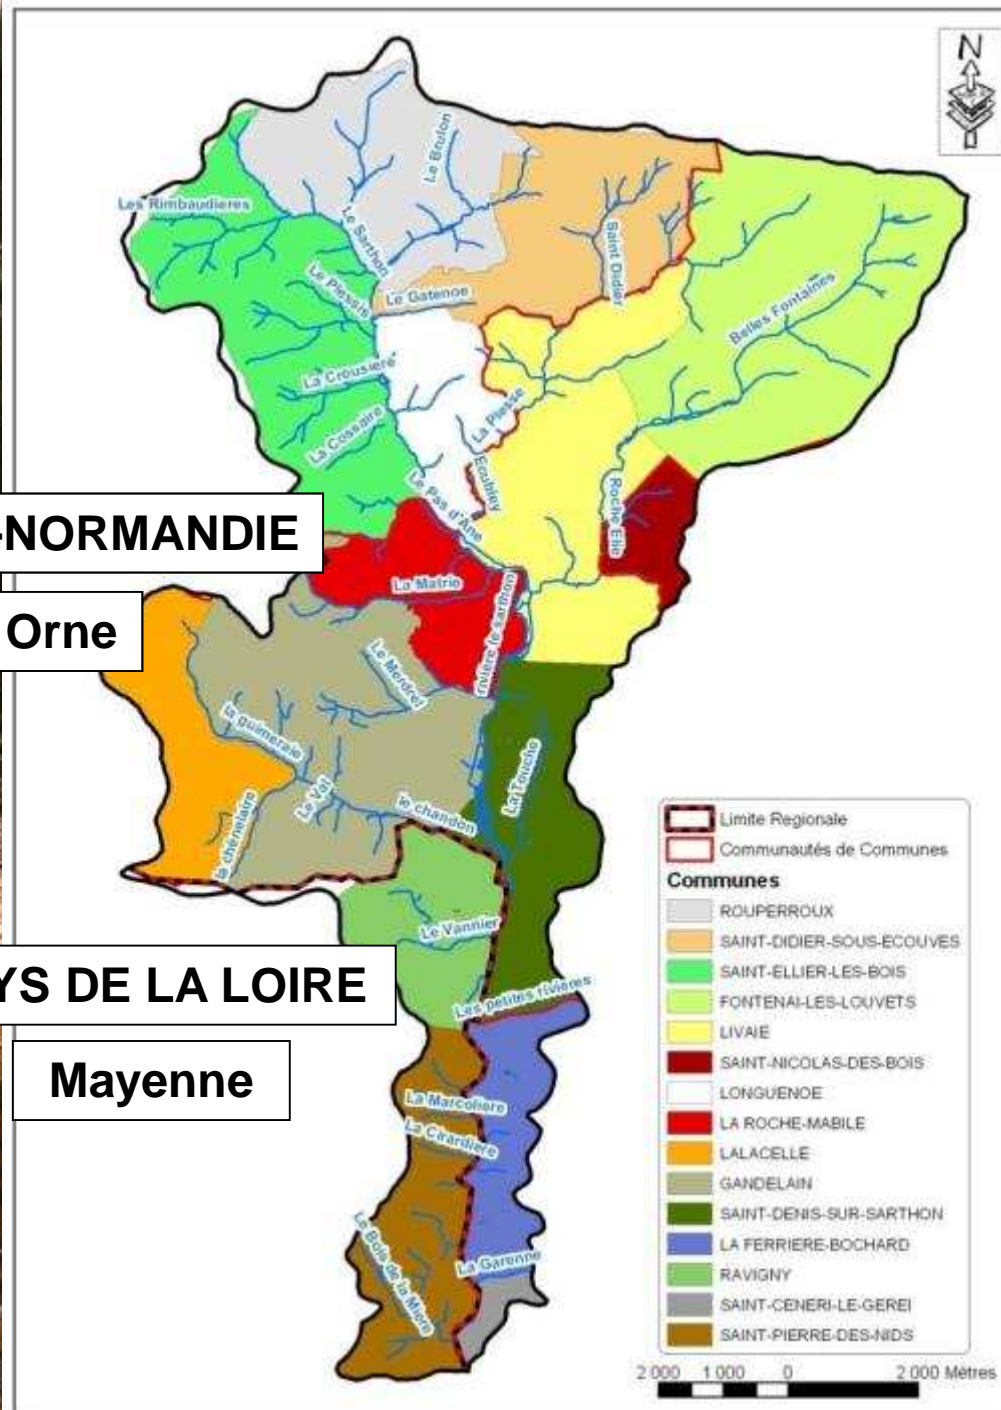 N
Le Brulon
Les Rimbaudieres
Le Sarthon
Saint Didier
Le Plessis
Le Gatenoe
Belles Fontaines
La Crousiere
La Plesse
La Cossaire
Ecubley
Le Pas d'Ane
Roche Elie
-NORMANDIE
La Matrie
rivière le sarthon
Orne
Le Merdrel
la guimeraie
La Touche
Le Val
le chandon
la chênelaire
Le Vannier
YS DE LA LOIRE
Les petites rivières
Mayenne
La Marcoliere
La Cirardiere
Le Bois de la Miere
La Garenne
Limite Regionale
Communautés de Communes
Communes
ROUPERROUX
SAINT-DIDIER-SOUS-ECOUVES
SAINT-ELLIER-LES-BOIS
FONTENAI-LES-LOUVETS
LIVAIE
SAINT-NICOLAS-DES-BOIS
LONGUENOE
LA ROCHE-MABILE
LALACELLE
GANDELAIN
SAINT-DENIS-SUR-SARTHON
LA FERRIERE-BOCHARD
RAVIGNY
SAINT-CENERI-LE-GEREI
SAINT-PIERRE-DES-NIDS
2 000 1 000 0 2 000 Mètres